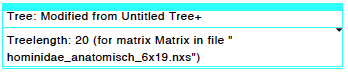 Tree: Modified from Untitled Tree+
Treelength: 20 (for matrix Matrix in file "
hominidae_anatomisch_6x19.nxs")